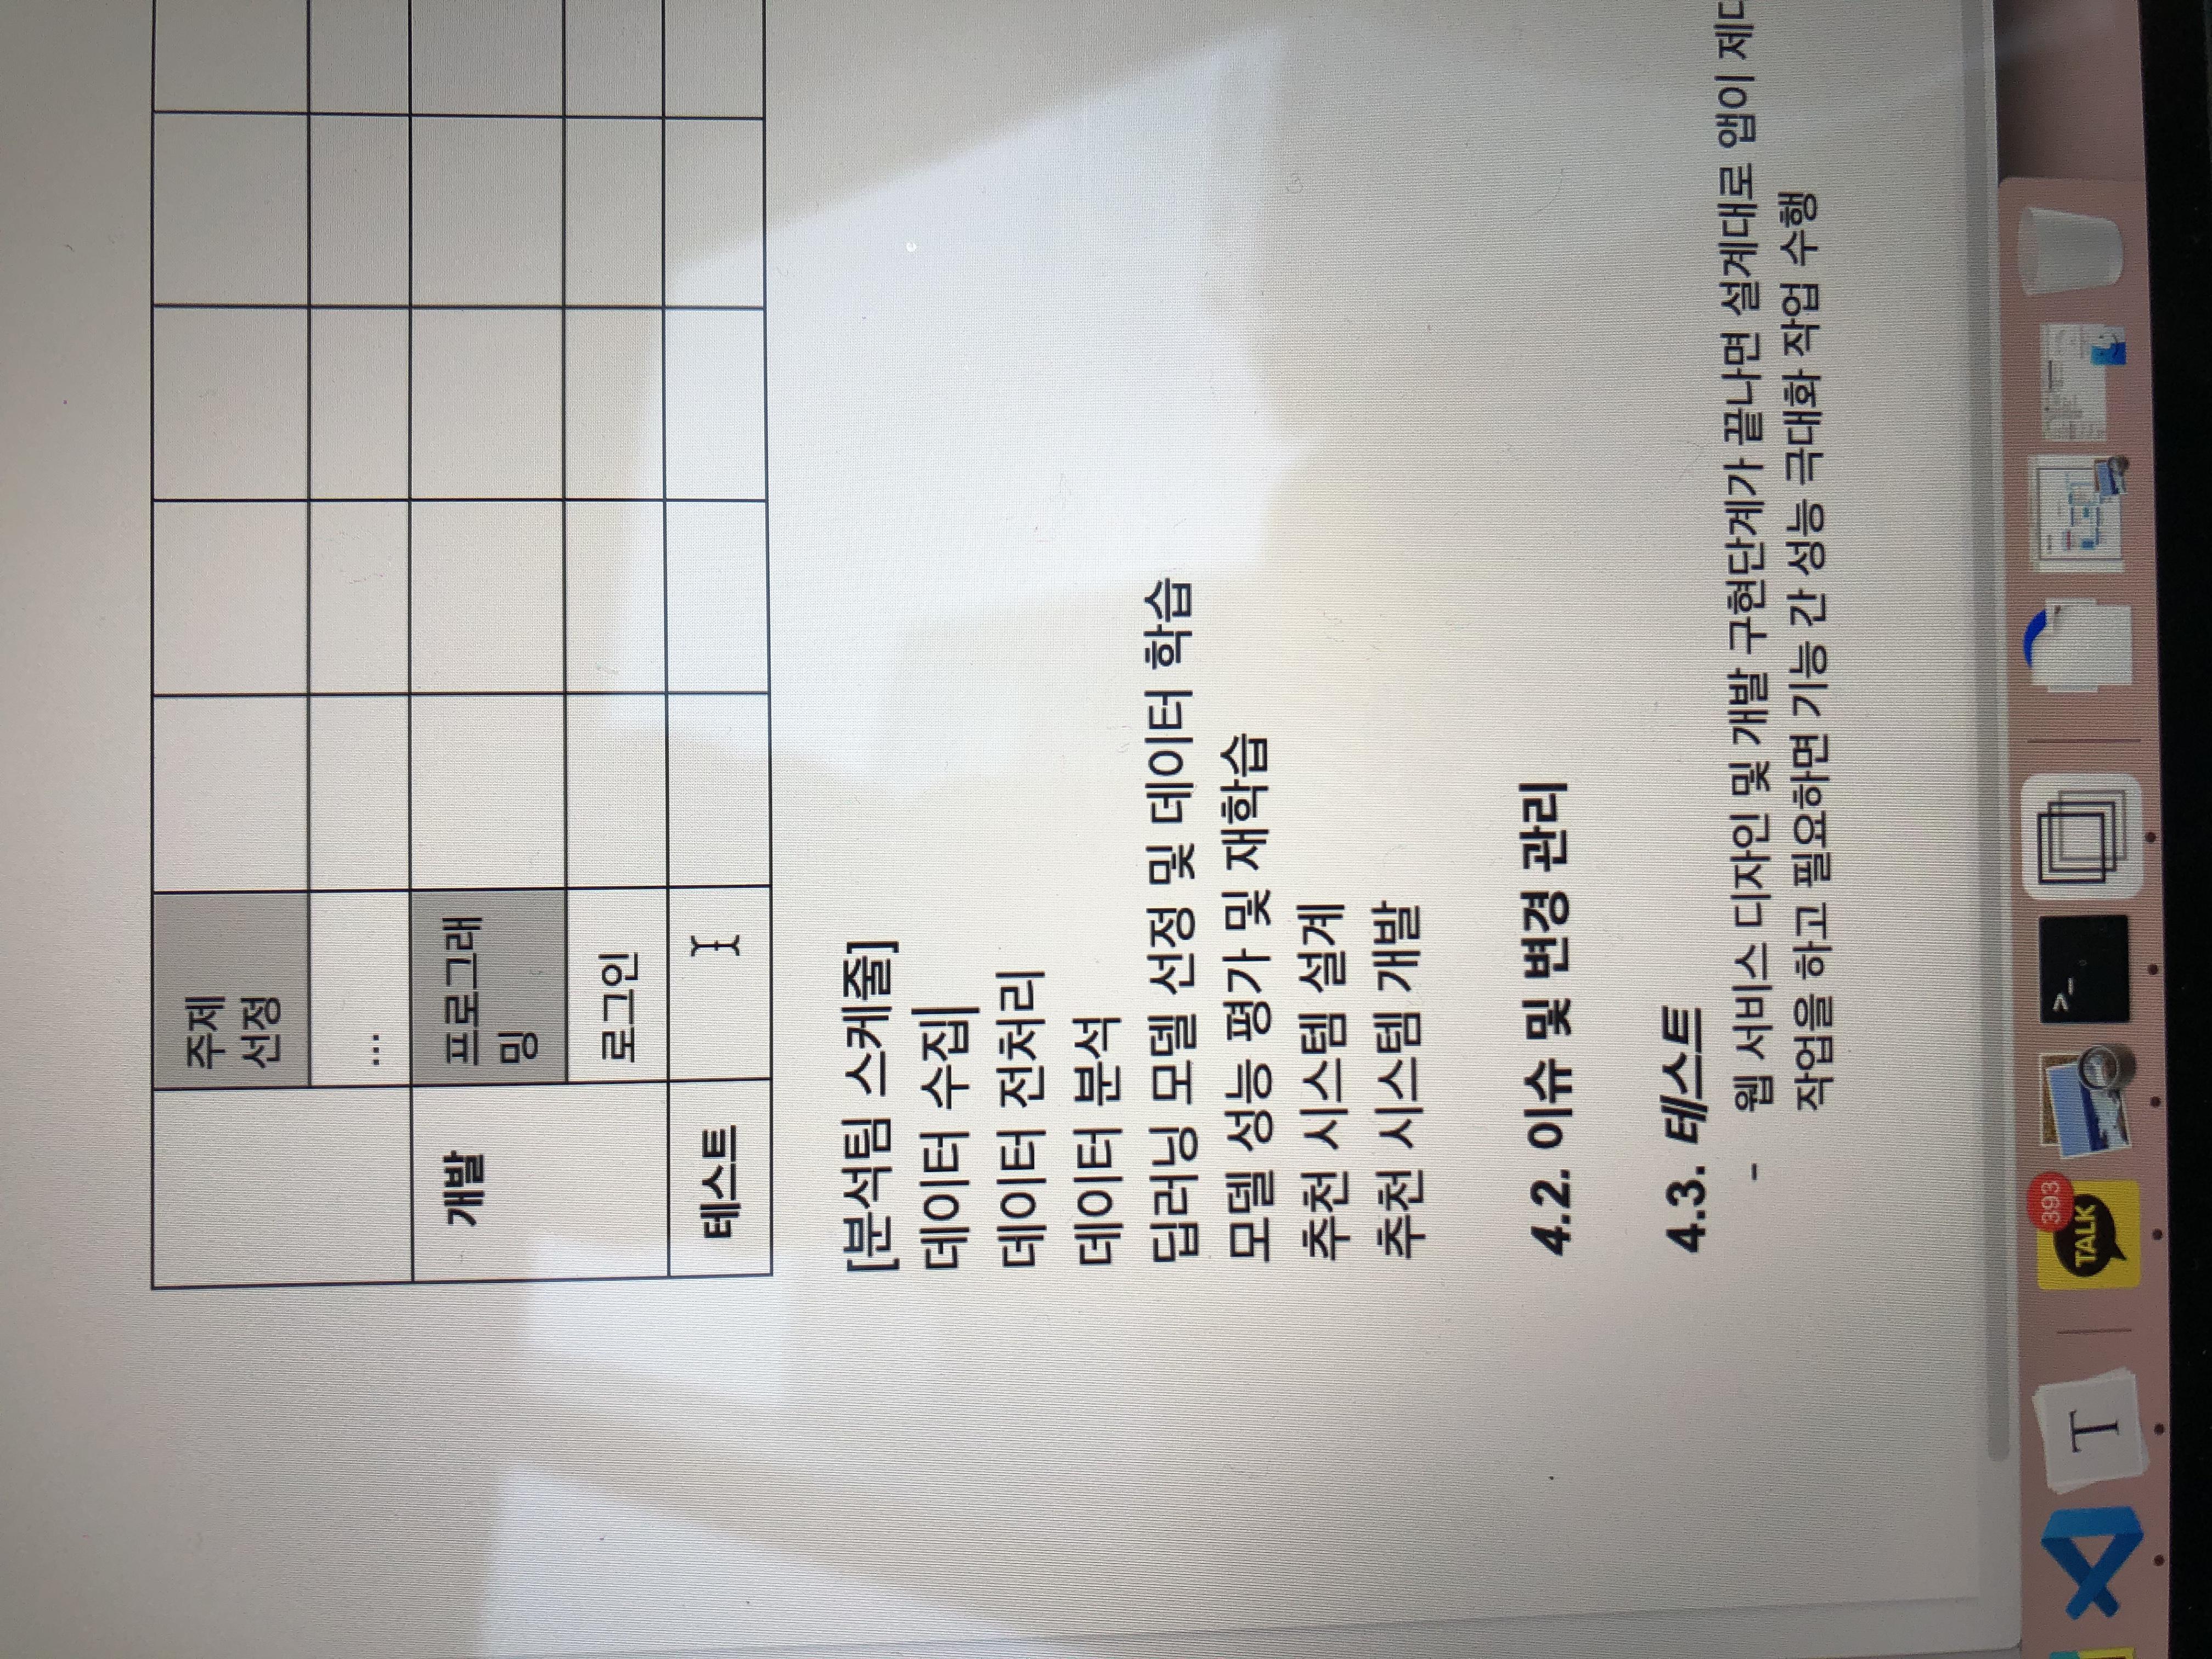 주제
선정
...
개발
프로그래
밍
로그인
테스트
[분석팀 스케줄]
데이터 수집
데이터 전처리
데이터 분석
딥러닝 모델 선정 및 데이터 학습
모델 성능 평가 및 재학습
추천 시스템 설계
추천 시스템 개발
4.2. 이슈 및 변경 관리
4.3. 테스트
- 웹 서비스 디자인 및 개발 구현단계가 끝나면 설계대로 앱이
작업을 하고 필요하면 기능 간 성능 극대화 작업 수행
T
TALK
393
>_